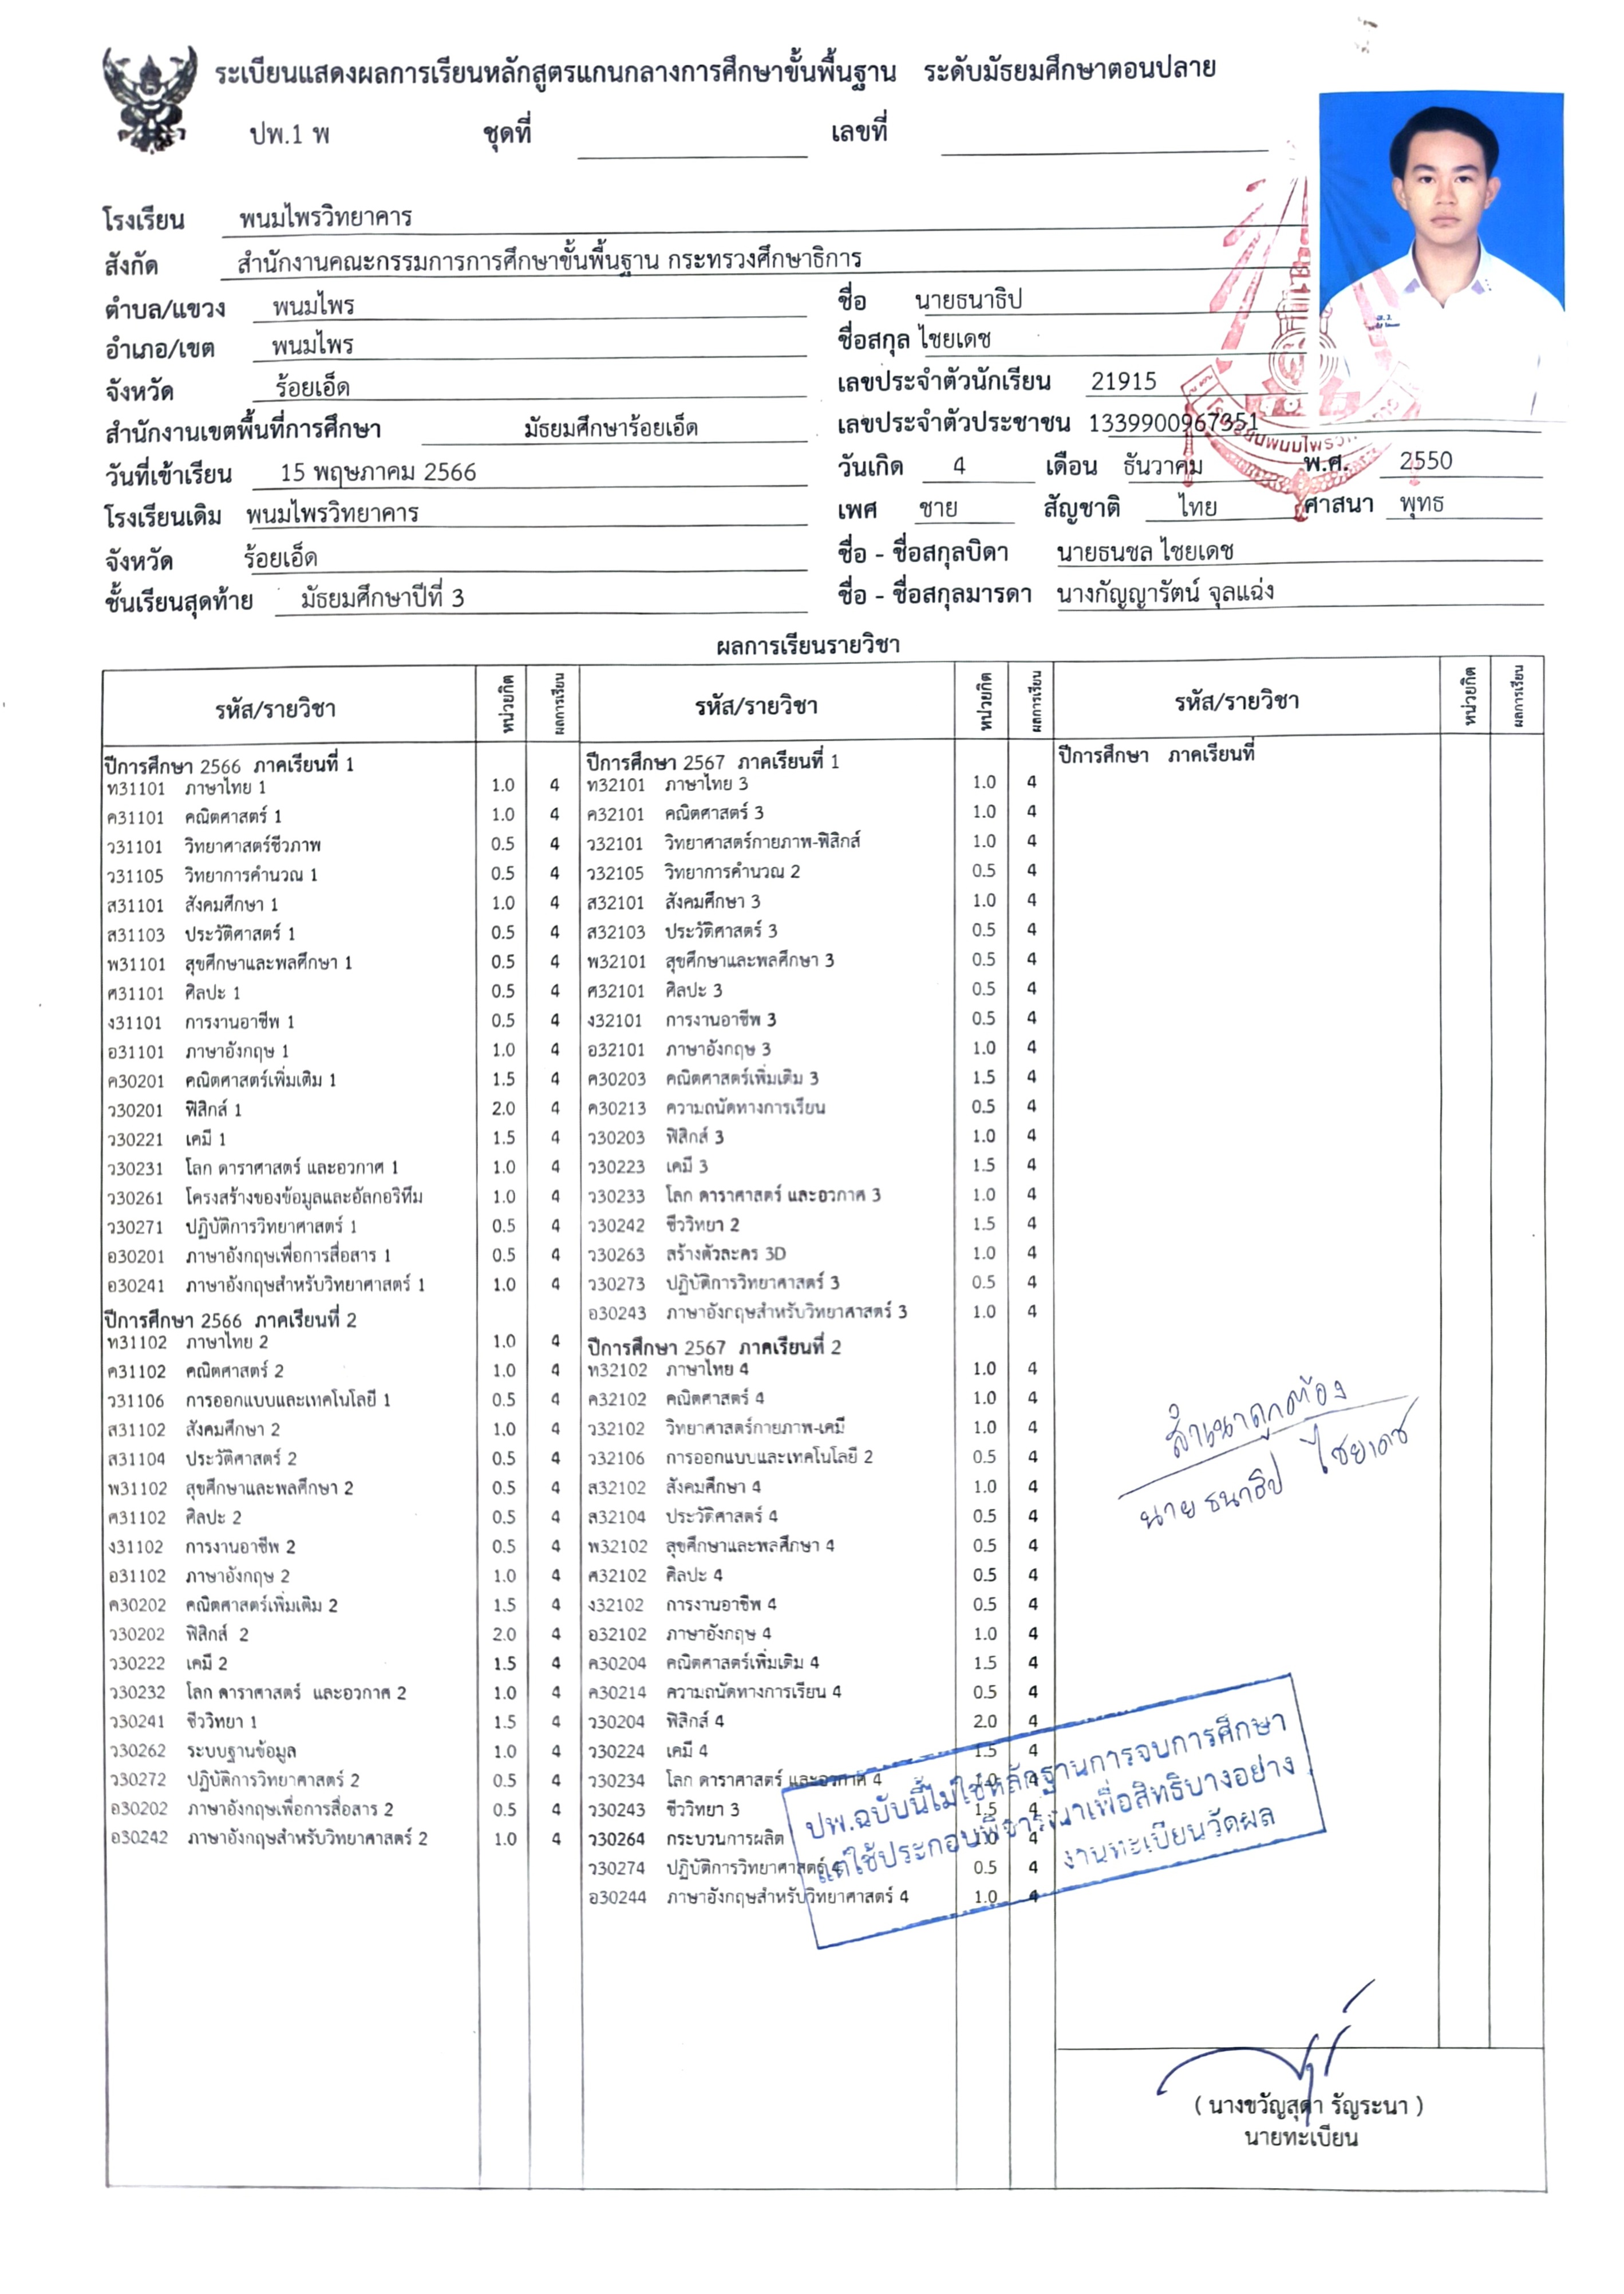 ระเบียนแสดงผลการเรียนหลักสูตรแกนกลางการศึกษาขั้นพื้นฐาน ระดับมัธยมศึกษาตอนปลาย
ปพ.1 พ ชุดที่ เลขที่
โรงเรียน พนมไพรวิทยาคาร
สังกัด สำนักงานคณะกรรมการการศึกษาขั้นพื้นฐาน กระทรวงศึกษาธิการ
ตำบล/แขวง พนมไพร
อำเภอ/เขต พนมไพร
จังหวัด ร้อยเอ็ด
สำนักงานเขตพื้นที่การศึกษา มัธยมศึกษาร้อยเอ็ด
วันที่เข้าเรียน 15 พฤษภาคม 2566
โรงเรียนเดิม พนมไพรวิทยาคาร
จังหวัด ร้อยเอ็ด
ชั้นเรียนสุดท้าย มัธยมศึกษาปีที่ 3
ชื่อ นายธนาธิป
ชื่อสกุล ไชยเดช
เลขประจำตัวนักเรียน 21915
เลขประจำตัวประชาชน 1339900967951
วันเกิด 4 เดือน ธันวาคม พ.ศ. 2550
เพศ ชาย สัญชาติ ไทย ศาสนา พุทธ
ชื่อ - ชื่อสกุลบิดา นายธนชล ไชยเดช
ชื่อ - ชื่อสกุลมารดา นางกัญญารัตน์ จุลแฉ่ง
ผลการเรียนรายวิชา
รหัส/รายวิชา หน่วยกิต ผลการเรียน
ปีการศึกษา 2566 ภาคเรียนที่ 1
ท31101 ภาษาไทย 1 1.0 4
ค31101 คณิตศาสตร์ 1 1.0 4
ว31101 วิทยาศาสตร์ชีวภาพ 0.5 4
ว31105 วิทยาการคำนวณ 1 0.5 4
ส31101 สังคมศึกษา 1 1.0 4
ส31103 ประวัติศาสตร์ 1 0.5 4
พ31101 สุขศึกษาและพลศึกษา 1 0.5 4
ศ31101 ศิลปะ 1 0.5 4
ง31101 การงานอาชีพ 1 0.5 4
อ31101 ภาษาอังกฤษ 1 1.0 4
ค30201 คณิตศาสตร์เพิ่มเติม 1 1.5 4
ว30201 ฟิสิกส์ 1 2.0 4
ว30221 เคมี 1 1.5 4
ว30231 โลก ดาราศาสตร์ และอวกาศ 1 1.0 4
ว30261 โครงสร้างของข้อมูลและอัลกอริทึม 1.0 4
ว30271 ปฏิบัติการวิทยาศาสตร์ 1 0.5 4
อ30201 ภาษาอังกฤษเพื่อการสื่อสาร 1 0.5 4
อ30241 ภาษาอังกฤษสำหรับวิทยาศาสตร์ 1 1.0 4
ปีการศึกษา 2566 ภาคเรียนที่ 2
ท31102 ภาษาไทย 2 1.0 4
ค31102 คณิตศาสตร์ 2 1.0 4
ว31106 การออกแบบและเทคโนโลยี 1 0.5 4
ส31102 สังคมศึกษา 2 1.0 4
ส31104 ประวัติศาสตร์ 2 0.5 4
พ31102 สุขศึกษาและพลศึกษา 2 0.5 4
ศ31102 ศิลปะ 2 0.5 4
ง31102 การงานอาชีพ 2 0.5 4
อ31102 ภาษาอังกฤษ 2 1.0 4
ค30202 คณิตศาสตร์เพิ่มเติม 2 1.5 4
ว30202 ฟิสิกส์ 2 2.0 4
ว30222 เคมี 2 1.5 4
ว30232 โลก ดาราศาสตร์ และอวกาศ 2 1.0 4
ว30241 ชีววิทยา 1 1.5 4
ว30262 ระบบฐานข้อมูล 1.0 4
ว30272 ปฏิบัติการวิทยาศาสตร์ 2 0.5 4
อ30202 ภาษาอังกฤษเพื่อการสื่อสาร 2 0.5 4
อ30242 ภาษาอังกฤษสำหรับวิทยาศาสตร์ 2 1.0 4
รหัส/รายวิชา หน่วยกิต ผลการเรียน
ปีการศึกษา 2567 ภาคเรียนที่ 1
ท32101 ภาษาไทย 3 1.0 4
ค32101 คณิตศาสตร์ 3 1.0 4
ว32101 วิทยาศาสตร์กายภาพ-ฟิสิกส์ 1.0 4
ว32105 วิทยาการคำนวณ 2 0.5 4
ส32101 สังคมศึกษา 3 1.0 4
ส32103 ประวัติศาสตร์ 3 0.5 4
พ32101 สุขศึกษาและพลศึกษา 3 0.5 4
ศ32101 ศิลปะ 3 0.5 4
ง32101 การงานอาชีพ 3 0.5 4
อ32101 ภาษาอังกฤษ 3 1.0 4
ค30203 คณิตศาสตร์เพิ่มเติม 3 1.5 4
ค30213 ความถนัดทางการเรียน 0.5 4
ว30203 ฟิสิกส์ 3 1.0 4
ว30223 เคมี 3 1.5 4
ว30233 โลก ดาราศาสตร์ และอวกาศ 3 1.0 4
ว30242 ชีววิทยา 2 1.5 4
ว30263 สร้างตัวละคร 3D 1.0 4
ว30273 ปฏิบัติการวิทยาศาสตร์ 3 0.5 4
อ30243 ภาษาอังกฤษสำหรับวิทยาศาสตร์ 3 1.0 4
ปีการศึกษา 2567 ภาคเรียนที่ 2
ท32102 ภาษาไทย 4 1.0 4
ค32102 คณิตศาสตร์ 4 1.0 4
ว32102 วิทยาศาสตร์กายภาพ-เคมี 1.0 4
ว32106 การออกแบบและเทคโนโลยี 2 0.5 4
ส32102 สังคมศึกษา 4 1.0 4
ส32104 ประวัติศาสตร์ 4 0.5 4
พ32102 สุขศึกษาและพลศึกษา 4 0.5 4
ศ32102 ศิลปะ 4 0.5 4
ง32102 การงานอาชีพ 4 0.5 4
อ32102 ภาษาอังกฤษ 4 1.0 4
ค30204 คณิตศาสตร์เพิ่มเติม 4 1.5 4
ค30214 ความถนัดทางการเรียน 4 0.5 4
ว30204 ฟิสิกส์ 4 2.0 4
ว30224 เคมี 4 1.5 4
ว30234 โลก ดาราศาสตร์ และอวกาศ 4 1.0 4
ว30243 ชีววิทยา 3 1.5 4
ว30264 กระบวนการผลิต 1.0 4
ว30274 ปฏิบัติการวิทยาศาสตร์ 4 0.5 4
อ30244 ภาษาอังกฤษสำหรับวิทยาศาสตร์ 4 1.0 4
รหัส/รายวิชา หน่วยกิต ผลการเรียน
ปีการศึกษา ภาคเรียนที่
สำเนาถูกต้อง
นาย ธนาธิป ไชยเดช
ปพ.ฉบับนี้ไม่ใช่หลักฐานการจบการศึกษา
แต่ใช้ประกอบพิจารณาเพื่อสิทธิบางอย่าง
งานทะเบียนวัดผล
( นางขวัญสุดา รัญระนา )
นายทะเบียน